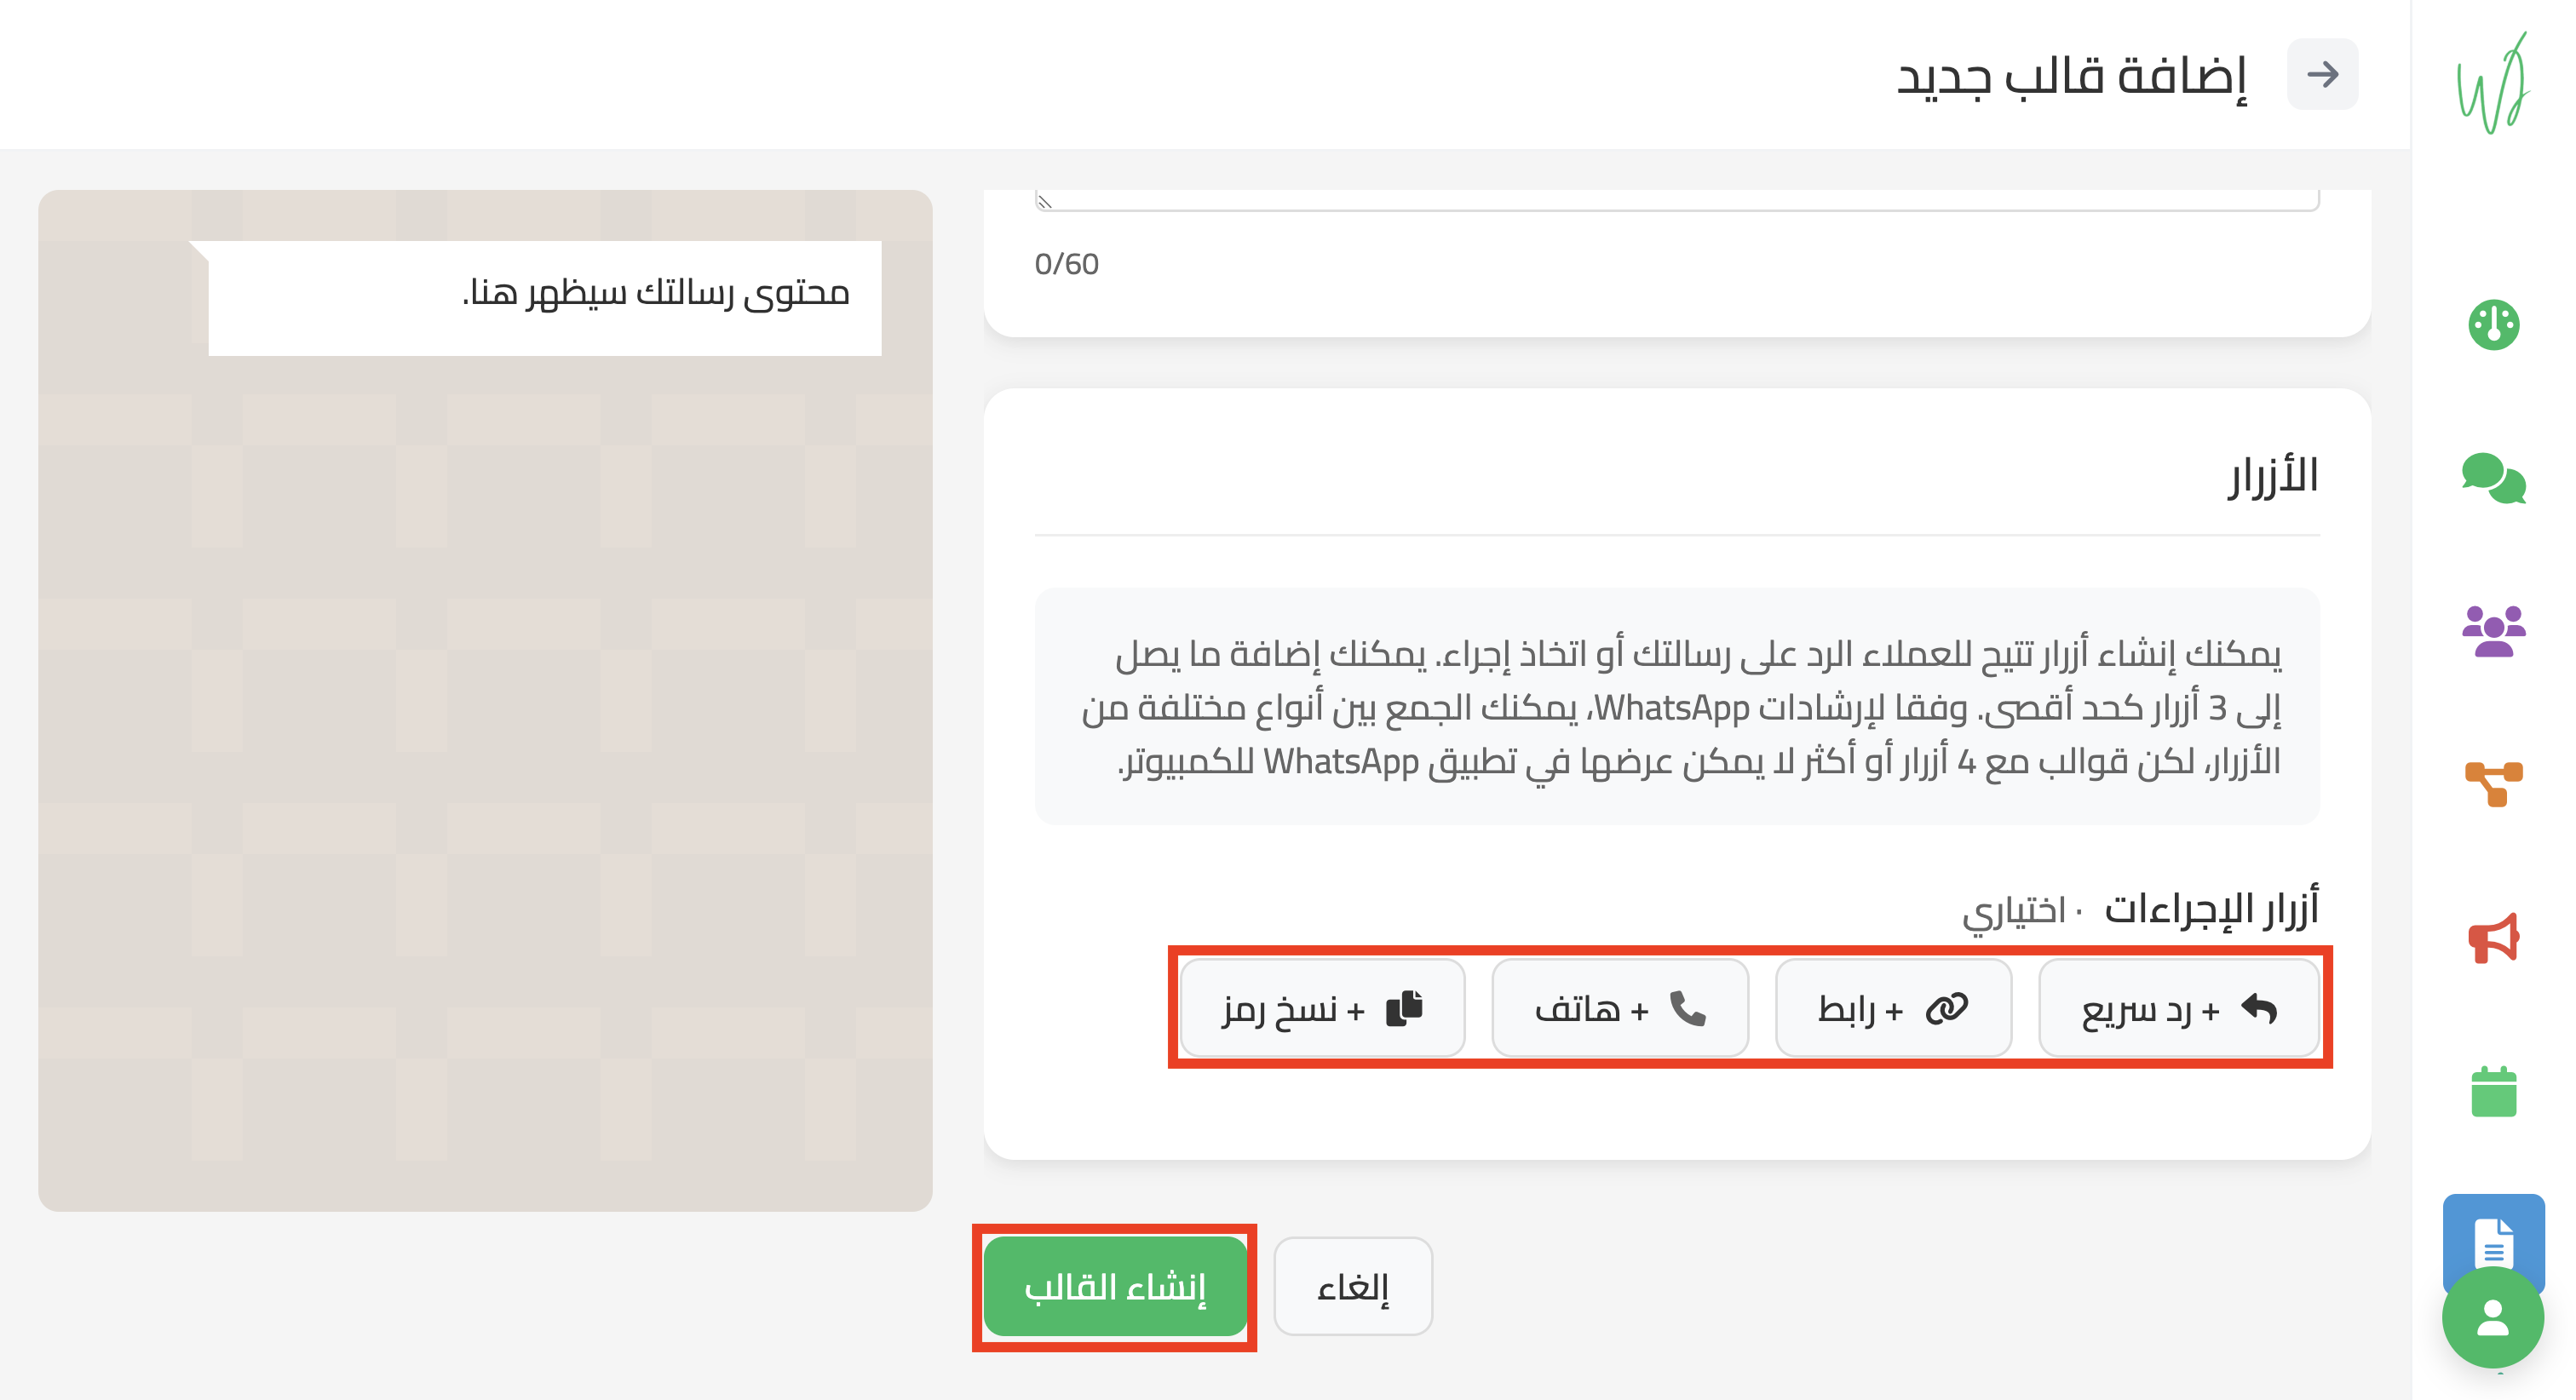 إضافة قالب جديد
0/60
الأزرار
يمكنك إنشاء أزرار تتيح للعملاء الرد على رسالتك أو اتخاذ إجراء. يمكنك إضافة ما يصل
إلى 3 أزرار كحد أقصى. وفقا لإرشادات WhatsApp، يمكنك الجمع بين أنواع مختلفة من
الأزرار، لكن قوالب مع 4 أزرار أو أكثر لا يمكن عرضها في تطبيق WhatsApp للكمبيوتر.
أزرار الإجراءات · اختياري
+ رد سريع
+ رابط
+ هاتف
+ نسخ رمز
إلغاء
إنشاء القالب
محتوى رسالتك سيظهر هنا.